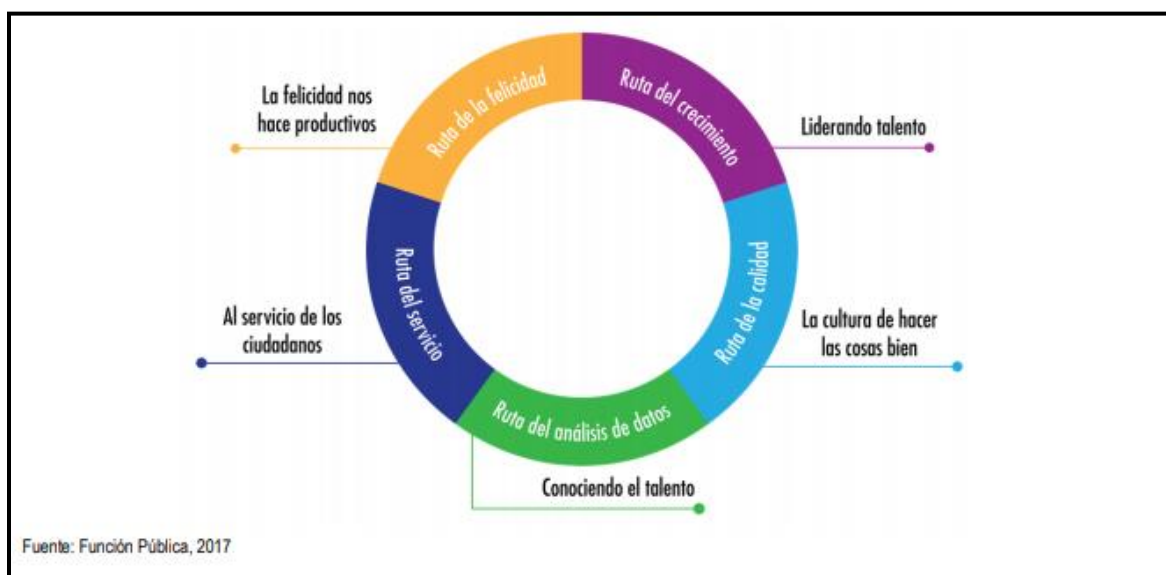 Ruta de la felicidad
Ruta del crecimiento
La felicidad nos
hace productivos
Liderando talento
Ruta del servicio
Ruta de la calidad
Al servicio de los
ciudadanos
La cultura de hacer
las cosas bien
Ruta del análisis de datos
Conociendo el talento
Fuente: Función Pública, 2017